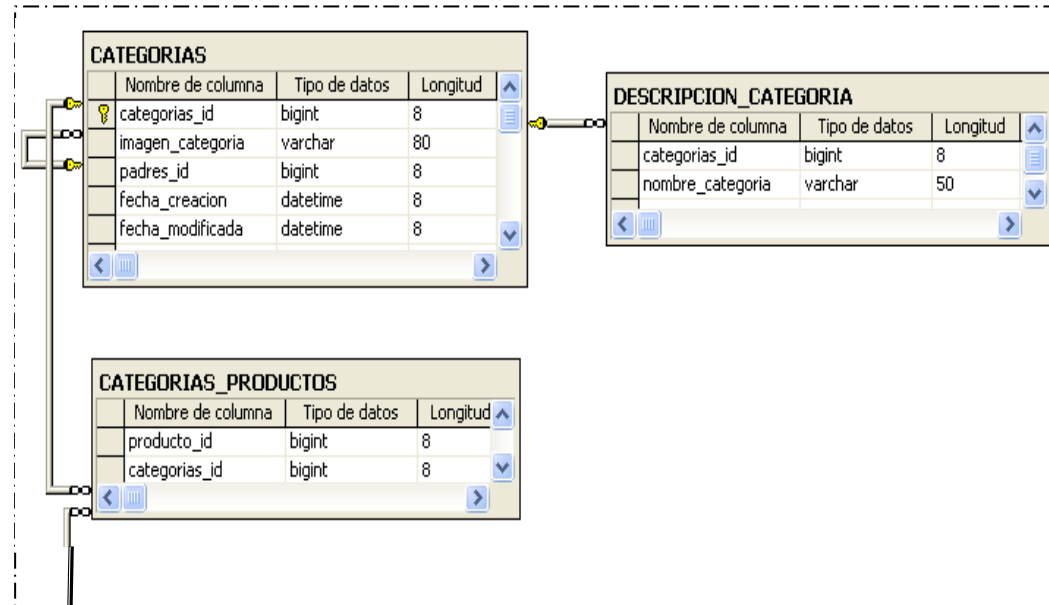 CATEGORIAS
Nombre de columna Tipo de datos Longitud
categorias_id bigint 8
imagen_categoria varchar 80
padres_id bigint 8
fecha_creacion datetime 8
fecha_modificada datetime 8
DESCRIPCION_CATEGORIA
Nombre de columna Tipo de datos Longitud
categorias_id bigint 8
nombre_categoria varchar 50
CATEGORIAS_PRODUCTOS
Nombre de columna Tipo de datos Longitud
producto_id bigint 8
categorias_id bigint 8